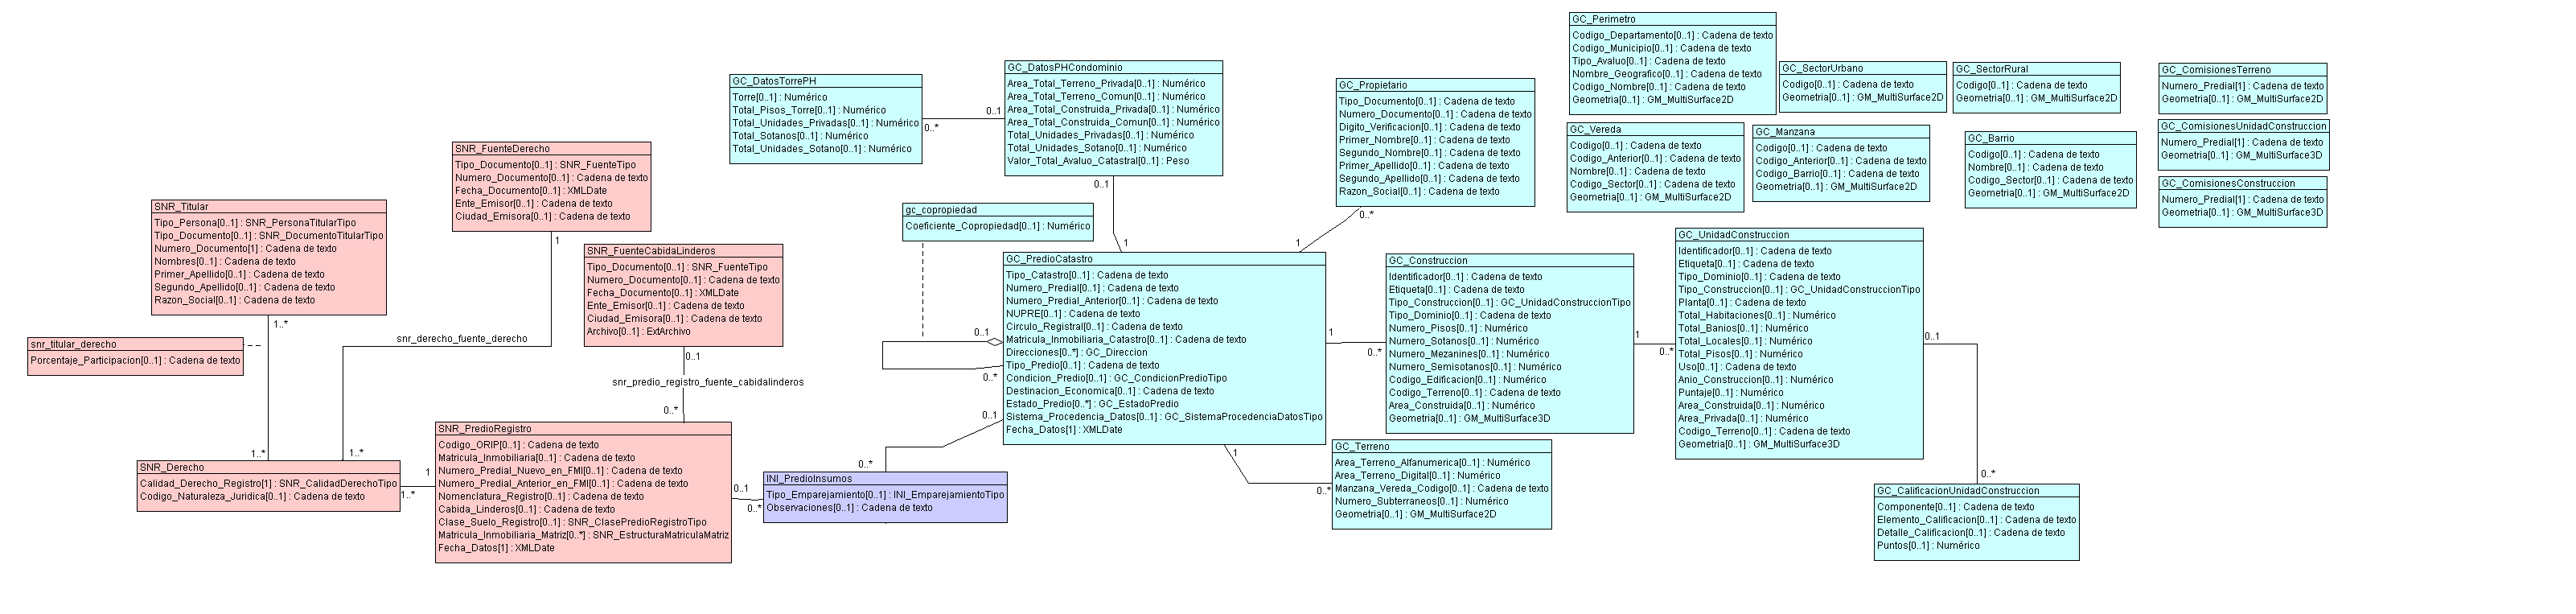 GC_Perimetro
Codigo_Departamento[0..1] : Cadena de texto
Codigo_Municipio[0..1] : Cadena de texto
Tipo_Avaluo[0..1] : Cadena de texto
Nombre_Geografico[0..1] : Cadena de texto
Codigo_Nombre[0..1] : Cadena de texto
Geometria[0..1] : GM_MultiSurface2D
GC_SectorUrbano
Codigo[0..1] : Cadena de texto
Geometria[0..1] : GM_MultiSurface2D
GC_SectorRural
Codigo[0..1] : Cadena de texto
Geometria[0..1] : GM_MultiSurface2D
GC_ComisionesTerreno
Numero_Predial[1] : Cadena de texto
Geometria[0..1] : GM_MultiSurface2D
GC_DatosTorrePH
Torre[0..1] : Numérico
Total_Pisos_Torre[0..1] : Numérico
Total_Unidades_Privadas[0..1] : Numérico
Total_Sotanos[0..1] : Numérico
Total_Unidades_Sotano[0..1] : Numérico
0..*
0..1
GC_DatosPHCondominio
Area_Total_Terreno_Privada[0..1] : Numérico
Area_Total_Terreno_Comun[0..1] : Numérico
Area_Total_Construida_Privada[0..1] : Numérico
Area_Total_Construida_Comun[0..1] : Numérico
Total_Unidades_Privadas[0..1] : Numérico
Total_Unidades_Sotano[0..1] : Numérico
Valor_Total_Avaluo_Catastral[0..1] : Peso
0..1
1
GC_Propietario
Tipo_Documento[0..1] : Cadena de texto
Numero_Documento[0..1] : Cadena de texto
Digito_Verificacion[0..1] : Cadena de texto
Primer_Nombre[0..1] : Cadena de texto
Segundo_Nombre[0..1] : Cadena de texto
Primer_Apellido[0..1] : Cadena de texto
Segundo_Apellido[0..1] : Cadena de texto
Razon_Social[0..1] : Cadena de texto
0..*
1
GC_Vereda
Codigo[0..1] : Cadena de texto
Codigo_Anterior[0..1] : Cadena de texto
Nombre[0..1] : Cadena de texto
Codigo_Sector[0..1] : Cadena de texto
Geometria[0..1] : GM_MultiSurface2D
GC_Manzana
Codigo[0..1] : Cadena de texto
Codigo_Anterior[0..1] : Cadena de texto
Codigo_Barrio[0..1] : Cadena de texto
Geometria[0..1] : GM_MultiSurface2D
GC_Barrio
Codigo[0..1] : Cadena de texto
Nombre[0..1] : Cadena de texto
Codigo_Sector[0..1] : Cadena de texto
Geometria[0..1] : GM_MultiSurface2D
GC_ComisionesUnidadConstruccion
Numero_Predial[1] : Cadena de texto
Geometria[0..1] : GM_MultiSurface3D
GC_ComisionesConstruccion
Numero_Predial[1] : Cadena de texto
Geometria[0..1] : GM_MultiSurface3D
SNR_FuenteDerecho
Tipo_Documento[0..1] : SNR_FuenteTipo
Numero_Documento[0..1] : Cadena de texto
Fecha_Documento[0..1] : XMLDate
Ente_Emisor[0..1] : Cadena de texto
Ciudad_Emisora[0..1] : Cadena de texto
1
snr_derecho_fuente_derecho
1..*
SNR_Titular
Tipo_Persona[0..1] : SNR_PersonaTitularTipo
Tipo_Documento[0..1] : SNR_DocumentoTitularTipo
Numero_Documento[1] : Cadena de texto
Nombres[0..1] : Cadena de texto
Primer_Apellido[0..1] : Cadena de texto
Segundo_Apellido[0..1] : Cadena de texto
Razon_Social[0..1] : Cadena de texto
1..*
1..*
snr_titular_derecho
Porcentaje_Participacion[0..1] : Cadena de texto
SNR_FuenteCabidaLinderos
Tipo_Documento[0..1] : SNR_FuenteTipo
Numero_Documento[0..1] : Cadena de texto
Fecha_Documento[0..1] : XMLDate
Ente_Emisor[0..1] : Cadena de texto
Ciudad_Emisora[0..1] : Cadena de texto
Archivo[0..1] : ExtArchivo
0..1
snr_predio_registro_fuente_cabidalinderos
0..*
SNR_Derecho
Calidad_Derecho_Registro[1] : SNR_CalidadDerechoTipo
Codigo_Naturaleza_Juridica[0..1] : Cadena de texto
1..*
1
SNR_PredioRegistro
Codigo_ORIP[0..1] : Cadena de texto
Matricula_Inmobiliaria[0..1] : Cadena de texto
Numero_Predial_Nuevo_en_FMI[0..1] : Cadena de texto
Numero_Predial_Anterior_en_FMI[0..1] : Cadena de texto
Nomenclatura_Registro[0..1] : Cadena de texto
Cabida_Linderos[0..1] : Cadena de texto
Clase_Suelo_Registro[0..1] : SNR_ClasePredioRegistroTipo
Matricula_Inmobiliaria_Matriz[0..*] : SNR_EstructuraMatriculaMatriz
Fecha_Datos[1] : XMLDate
0..1
0..*
INI_PredioInsumos
Tipo_Emparejamiento[0..1] : INI_EmparejamientoTipo
Observaciones[0..1] : Cadena de texto
0..*
0..1
gc_copropiedad
Coeficiente_Copropiedad[0..1] : Numérico
0..1
0..*
GC_PredioCatastro
Tipo_Catastro[0..1] : Cadena de texto
Numero_Predial[0..1] : Cadena de texto
Numero_Predial_Anterior[0..1] : Cadena de texto
NUPRE[0..1] : Cadena de texto
Circulo_Registral[0..1] : Cadena de texto
Matricula_Inmobiliaria_Catastro[0..1] : Cadena de texto
Direcciones[0..*] : GC_Direccion
Tipo_Predio[0..1] : Cadena de texto
Condicion_Predio[0..1] : GC_CondicionPredioTipo
Destinacion_Economica[0..1] : Cadena de texto
Estado_Predio[0..*] : GC_EstadoPredio
Sistema_Procedencia_Datos[0..1] : GC_SistemaProcedenciaDatosTipo
Fecha_Datos[1] : XMLDate
1
0..*
GC_Construccion
Identificador[0..1] : Cadena de texto
Etiqueta[0..1] : Cadena de texto
Tipo_Construccion[0..1] : GC_UnidadConstruccionTipo
Tipo_Dominio[0..1] : Cadena de texto
Numero_Pisos[0..1] : Numérico
Numero_Sotanos[0..1] : Numérico
Numero_Mezanines[0..1] : Numérico
Numero_Semisotanos[0..1] : Numérico
Codigo_Edificacion[0..1] : Numérico
Codigo_Terreno[0..1] : Cadena de texto
Area_Construida[0..1] : Numérico
Geometria[0..1] : GM_MultiSurface3D
1
0..*
GC_UnidadConstruccion
Identificador[0..1] : Cadena de texto
Etiqueta[0..1] : Cadena de texto
Tipo_Dominio[0..1] : Cadena de texto
Tipo_Construccion[0..1] : GC_UnidadConstruccionTipo
Planta[0..1] : Cadena de texto
Total_Habitaciones[0..1] : Numérico
Total_Banios[0..1] : Numérico
Total_Locales[0..1] : Numérico
Total_Pisos[0..1] : Numérico
Uso[0..1] : Cadena de texto
Anio_Construccion[0..1] : Numérico
Puntaje[0..1] : Numérico
Area_Construida[0..1] : Numérico
Area_Privada[0..1] : Numérico
Codigo_Terreno[0..1] : Cadena de texto
Geometria[0..1] : GM_MultiSurface3D
0..1
0..*
GC_Terreno
Area_Terreno_Alfanumerica[0..1] : Numérico
Area_Terreno_Digital[0..1] : Numérico
Manzana_Vereda_Codigo[0..1] : Cadena de texto
Numero_Subterraneos[0..1] : Numérico
Geometria[0..1] : GM_MultiSurface2D
1
0..*
GC_CalificacionUnidadConstruccion
Componente[0..1] : Cadena de texto
Elemento_Calificacion[0..1] : Cadena de texto
Detalle_Calificacion[0..1] : Cadena de texto
Puntos[0..1] : Numérico